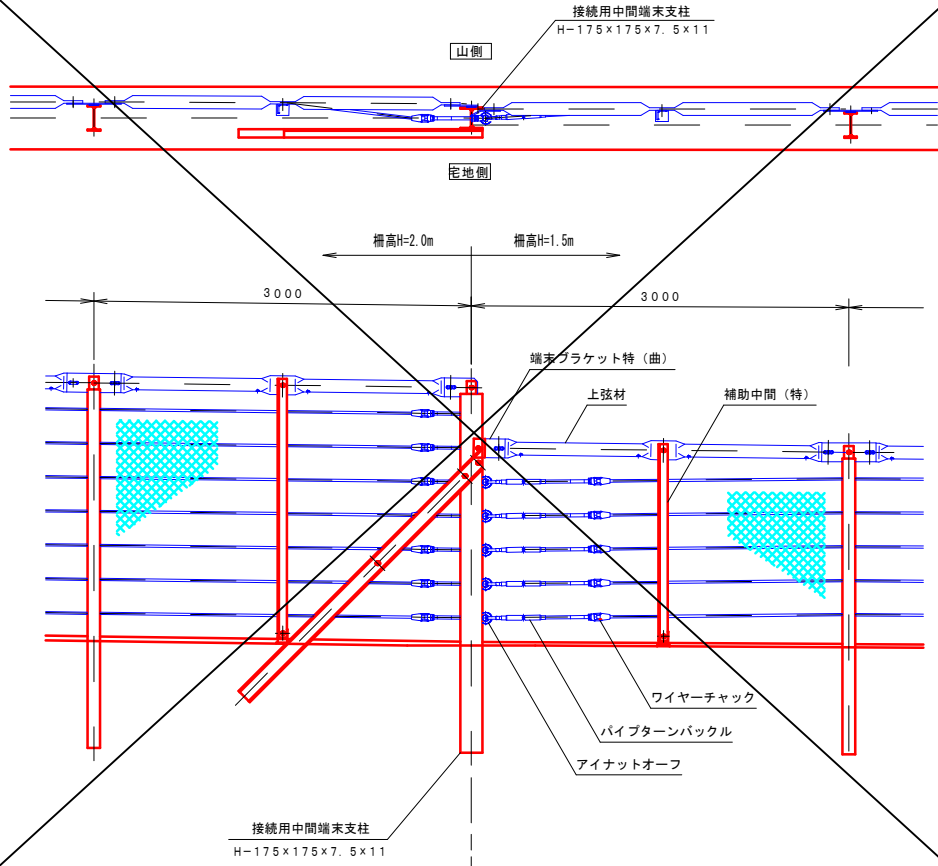 接続用中間端末支柱
H-175×175×7.5×11
山側
宅地側
柵高H=2.0m
柵高H=1.5m
3000
3000
端末ブラケット特（曲）
上弦材
補助中間（特）
ワイヤーチャック
パイプターンバックル
アイナットオーフ
接続用中間端末支柱
H-175×175×7.5×11